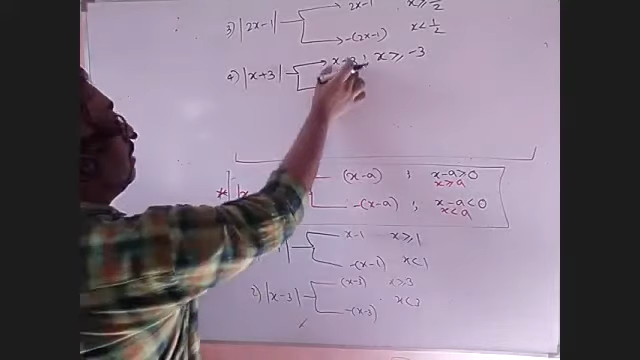 3) |2x-1| 2x-1 x≥1/2
-(2x-1) x<1/2
4) |x+3| x+3 ; x≥,-3
* |x (x-a) ; x-a≥0
x≥a
-(x-a) ; x-a<0
x<a
| x-1 x≥,1
-(x-1) x<1
2) |x-3| (x-3) x≥3
-(x-3) x<3